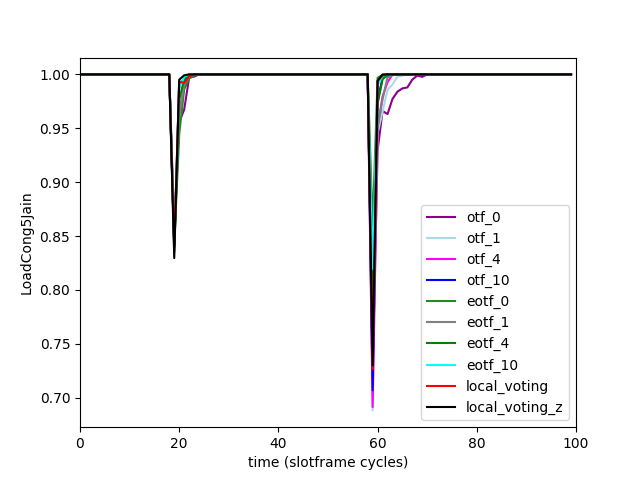 1.00
0.95
0.90
0.85
0.80
0.75
0.70
LoadCong5Jain
0 20 40 60 80 100
time (slotframe cycles)
otf_0
otf_1
otf_4
otf_10
eotf_0
eotf_1
eotf_4
eotf_10
local_voting
local_voting_z